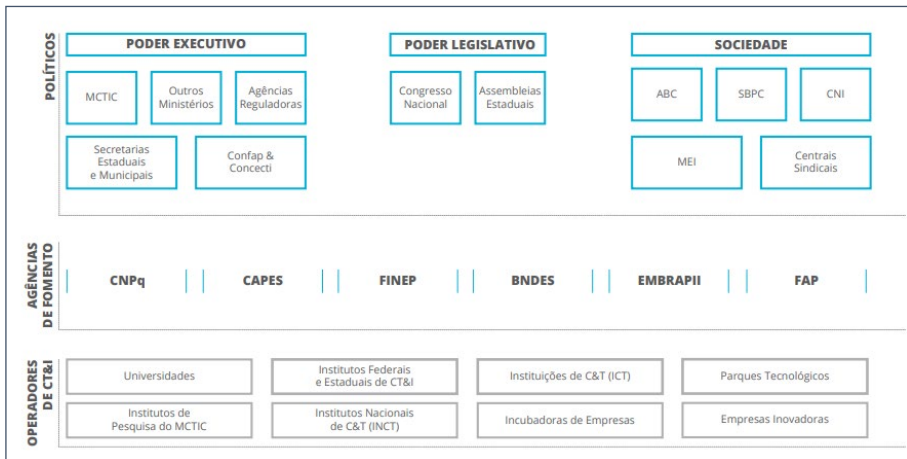 POLÍTICOS
PODER EXECUTIVO
PODER LEGISLATIVO
SOCIEDADE
MCTIC
Outros
Ministérios
Agências
Reguladoras
Congresso
Nacional
Assembleias
Estaduais
ABC
SBPC
CNI
Secretarias
Estaduais
e Municipais
Confap &
Concecti
MEI
Centrais
Sindicais
AGÊNCIAS
DE FOMENTO
CNPq
CAPES
FINEP
BNDES
EMBRAPII
FAP
OPERADORES
DE CT&I
Universidades
Institutos Federais
e Estaduais de CT&I
Instituições de C&T (ICT)
Parques Tecnológicos
Institutos de
Pesquisa do MCTIC
Institutos Nacionais
de C&T (INCT)
Incubadoras de Empresas
Empresas Inovadoras